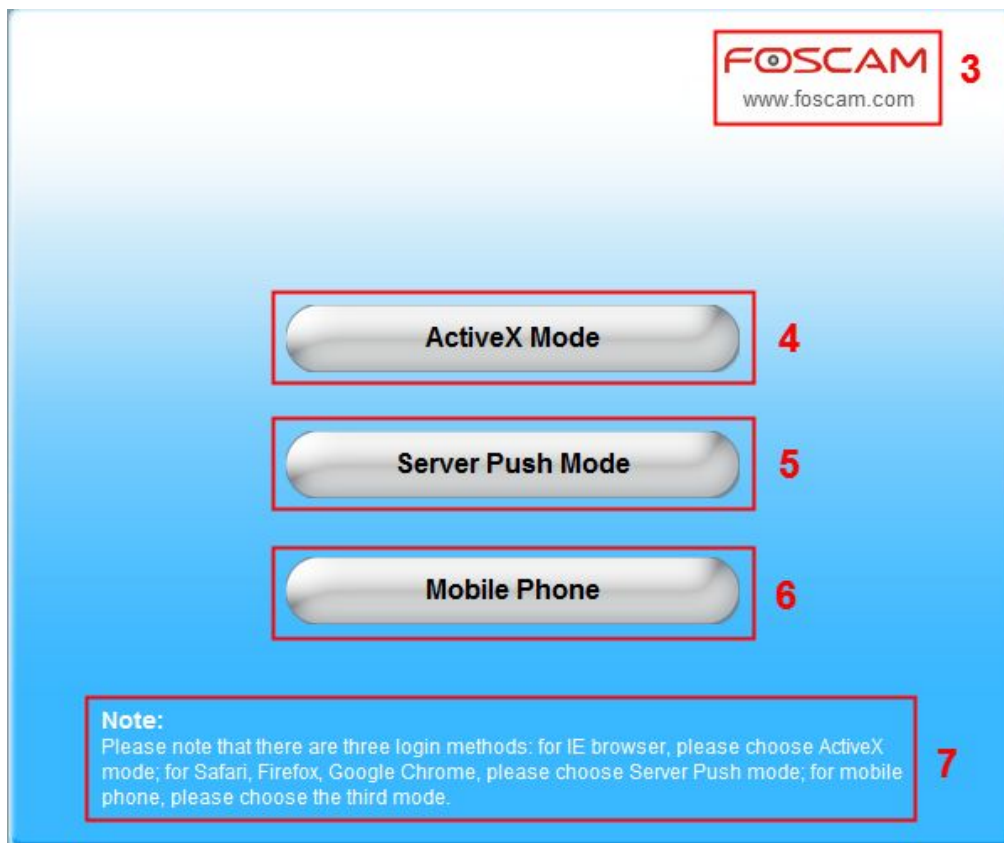 FOSCAM 3
www.foscam.com
ActiveX Mode 4
Server Push Mode 5
Mobile Phone 6
Note:
Please note that there are three login methods: for IE browser, please choose ActiveX
mode; for Safari, Firefox, Google Chrome, please choose Server Push mode; for mobile 7
phone, please choose the third mode.